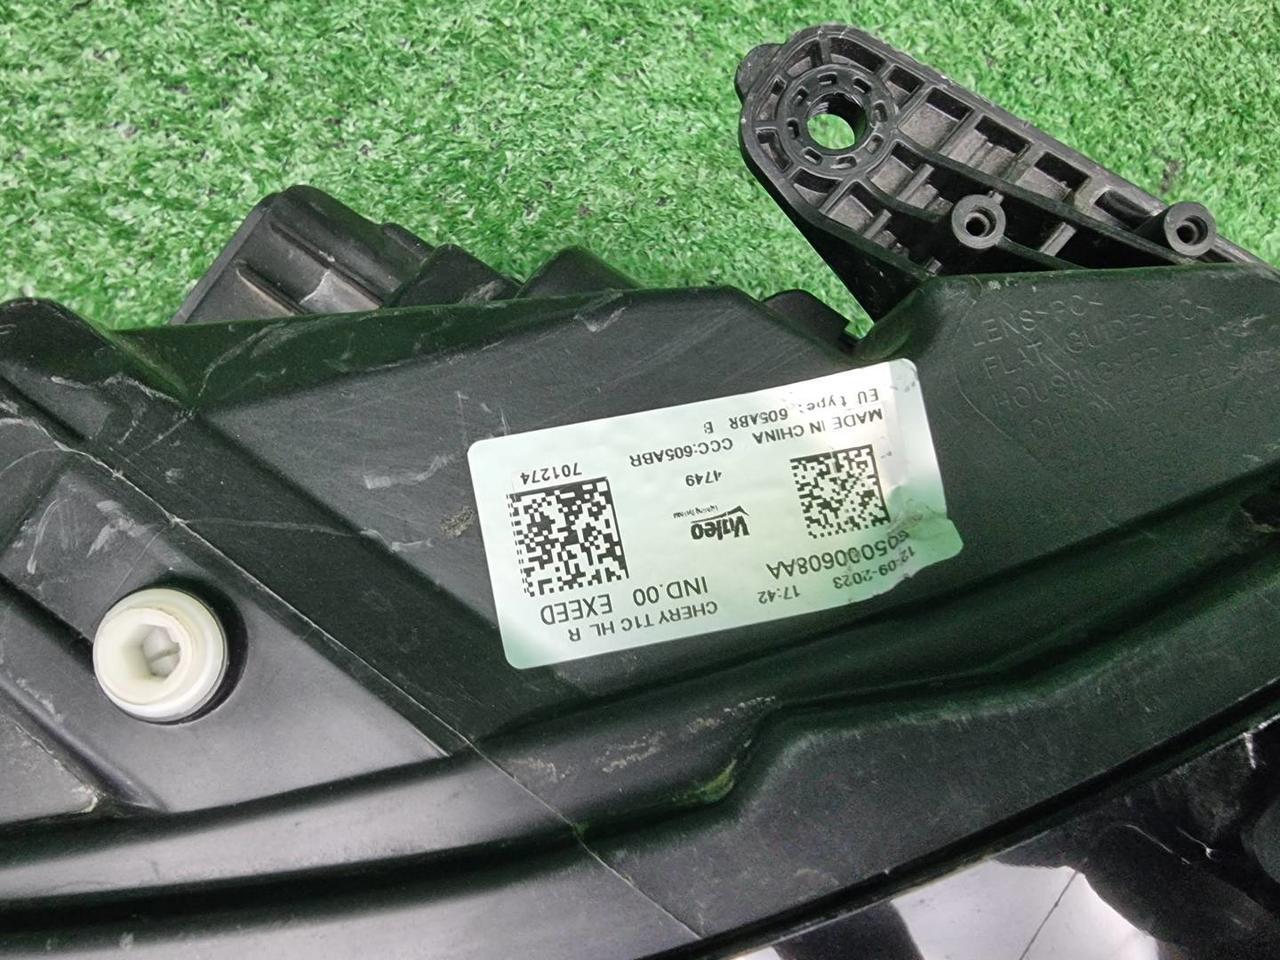 CHERY T1C HL R
IND.00 EXEED
12-09-2023 17:42
605000608AA
Valeo
4749
701274
CCC:605ABR
MADE IN CHINA
EU type: 605ABR B
LENS>PC<
FLAT GUIDE>PC<